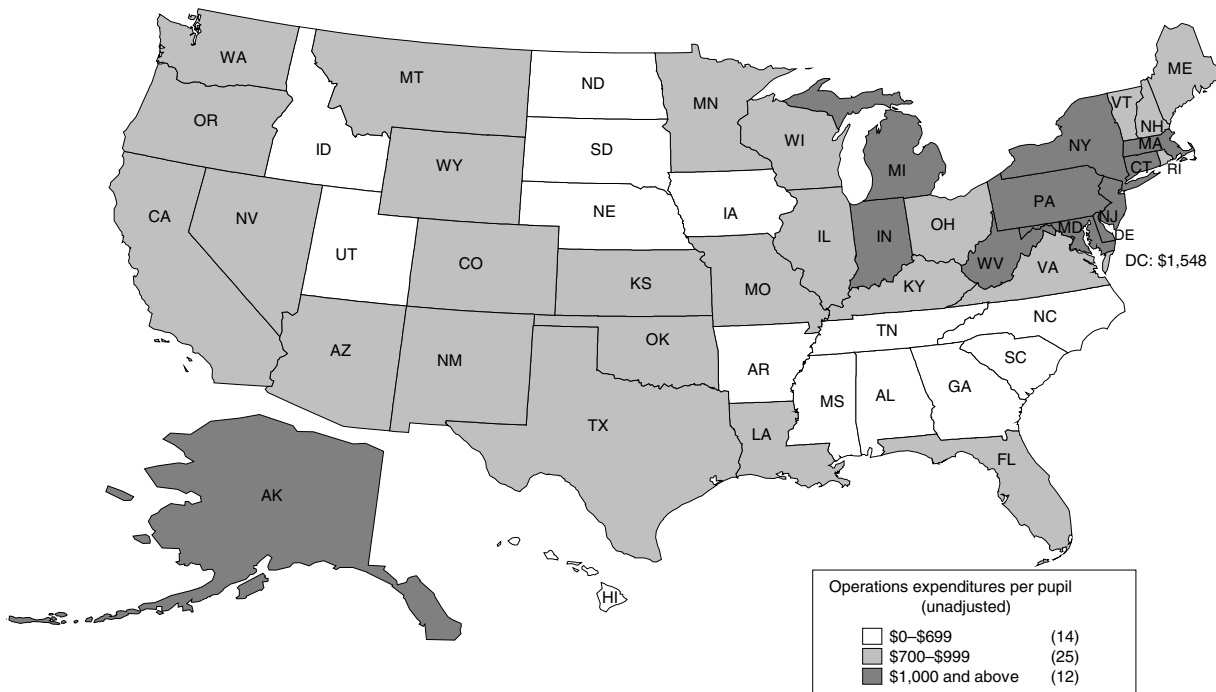 WA
MT
ND
MN
ME
VT
NH
OR
ID
SD
WI
MI
NY
MA
CT
RI
WY
NE
IA
PA
NJ
CA
NV
UT
CO
IL
IN
OH
MD
DE
WV
VA
DC: $1,548
KS
MO
KY
AZ
NM
OK
TN
NC
AR
SC
MS
AL
GA
TX
LA
FL
AK
HI
Operations expenditures per pupil
(unadjusted)
$0–$699 (14)
$700–$999 (25)
$1,000 and above (12)